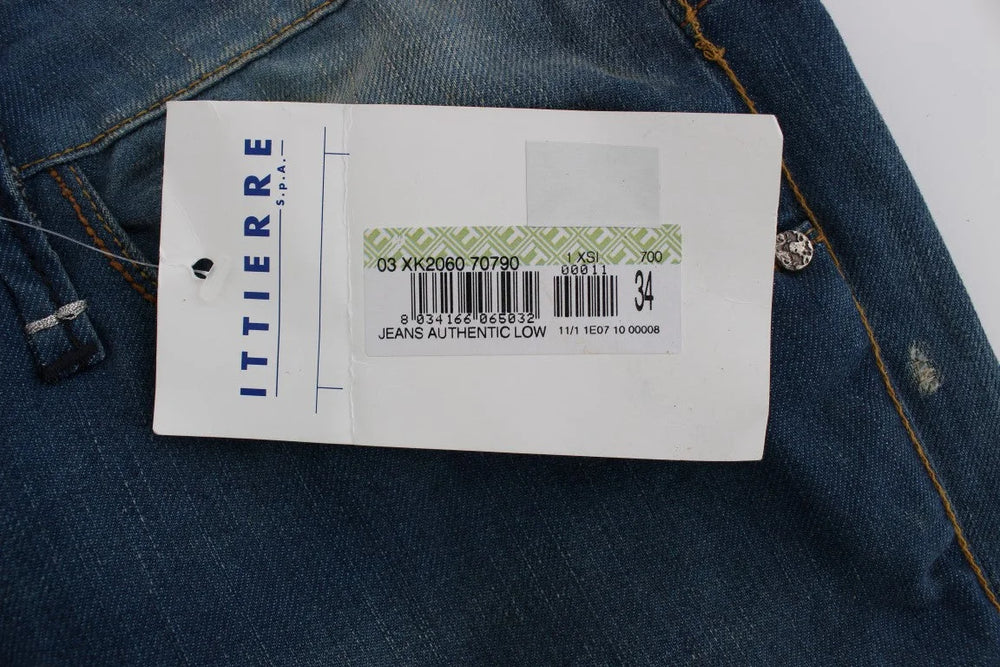 ITTIERRE
S.p.A.
03 XK2060 70790
1 XSI
700
00011
34
8 034166 065032
JEANS AUTHENTIC LOW
11/1 1E07 10 00008